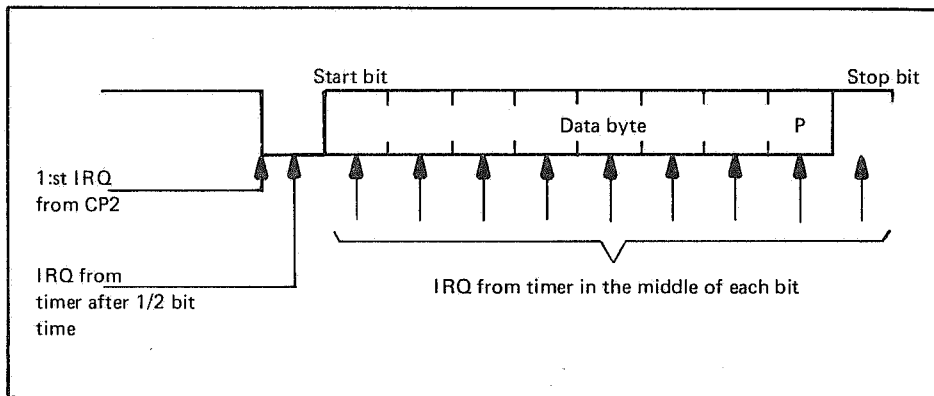 Start bit
Stop bit
Data byte
P
1:st IRQ
from CP2
IRQ from
timer after 1/2 bit
time
IRQ from timer in the middle of each bit